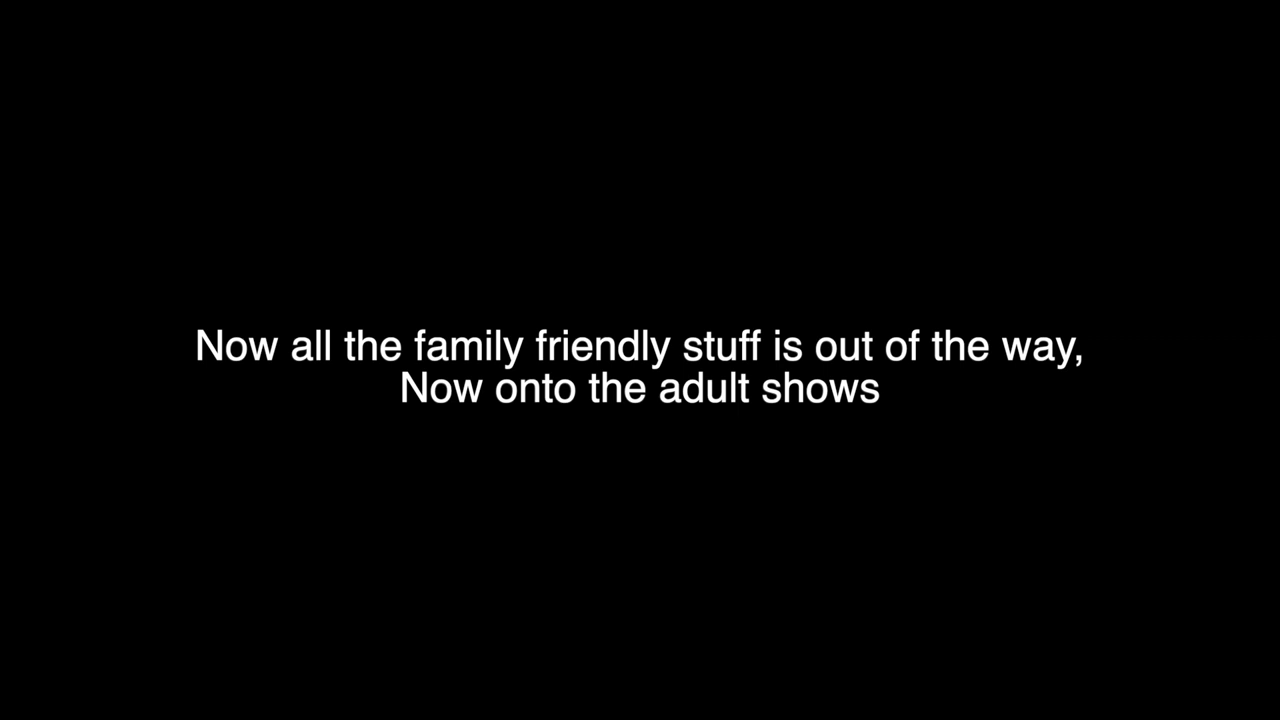 Now all the family friendly stuff is out of the way,
Now onto the adult shows